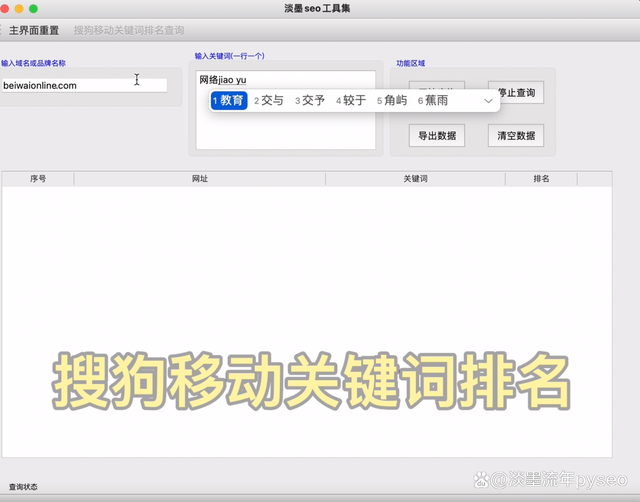 淡墨seo工具集
主界面重置 搜狗移动关键词排名查询
输入域名或品牌名称
beiwaionline.com
输入关键词(一行一个)
网络jiao yu
1 教育 2 交与 3 交予 4 较于 5 角屿 6 蕉雨
功能区域
停止查询
导出数据 清空数据
序号 网址 关键词 排名
搜狗移动关键词排名
查询状态
@淡墨流年pyseo